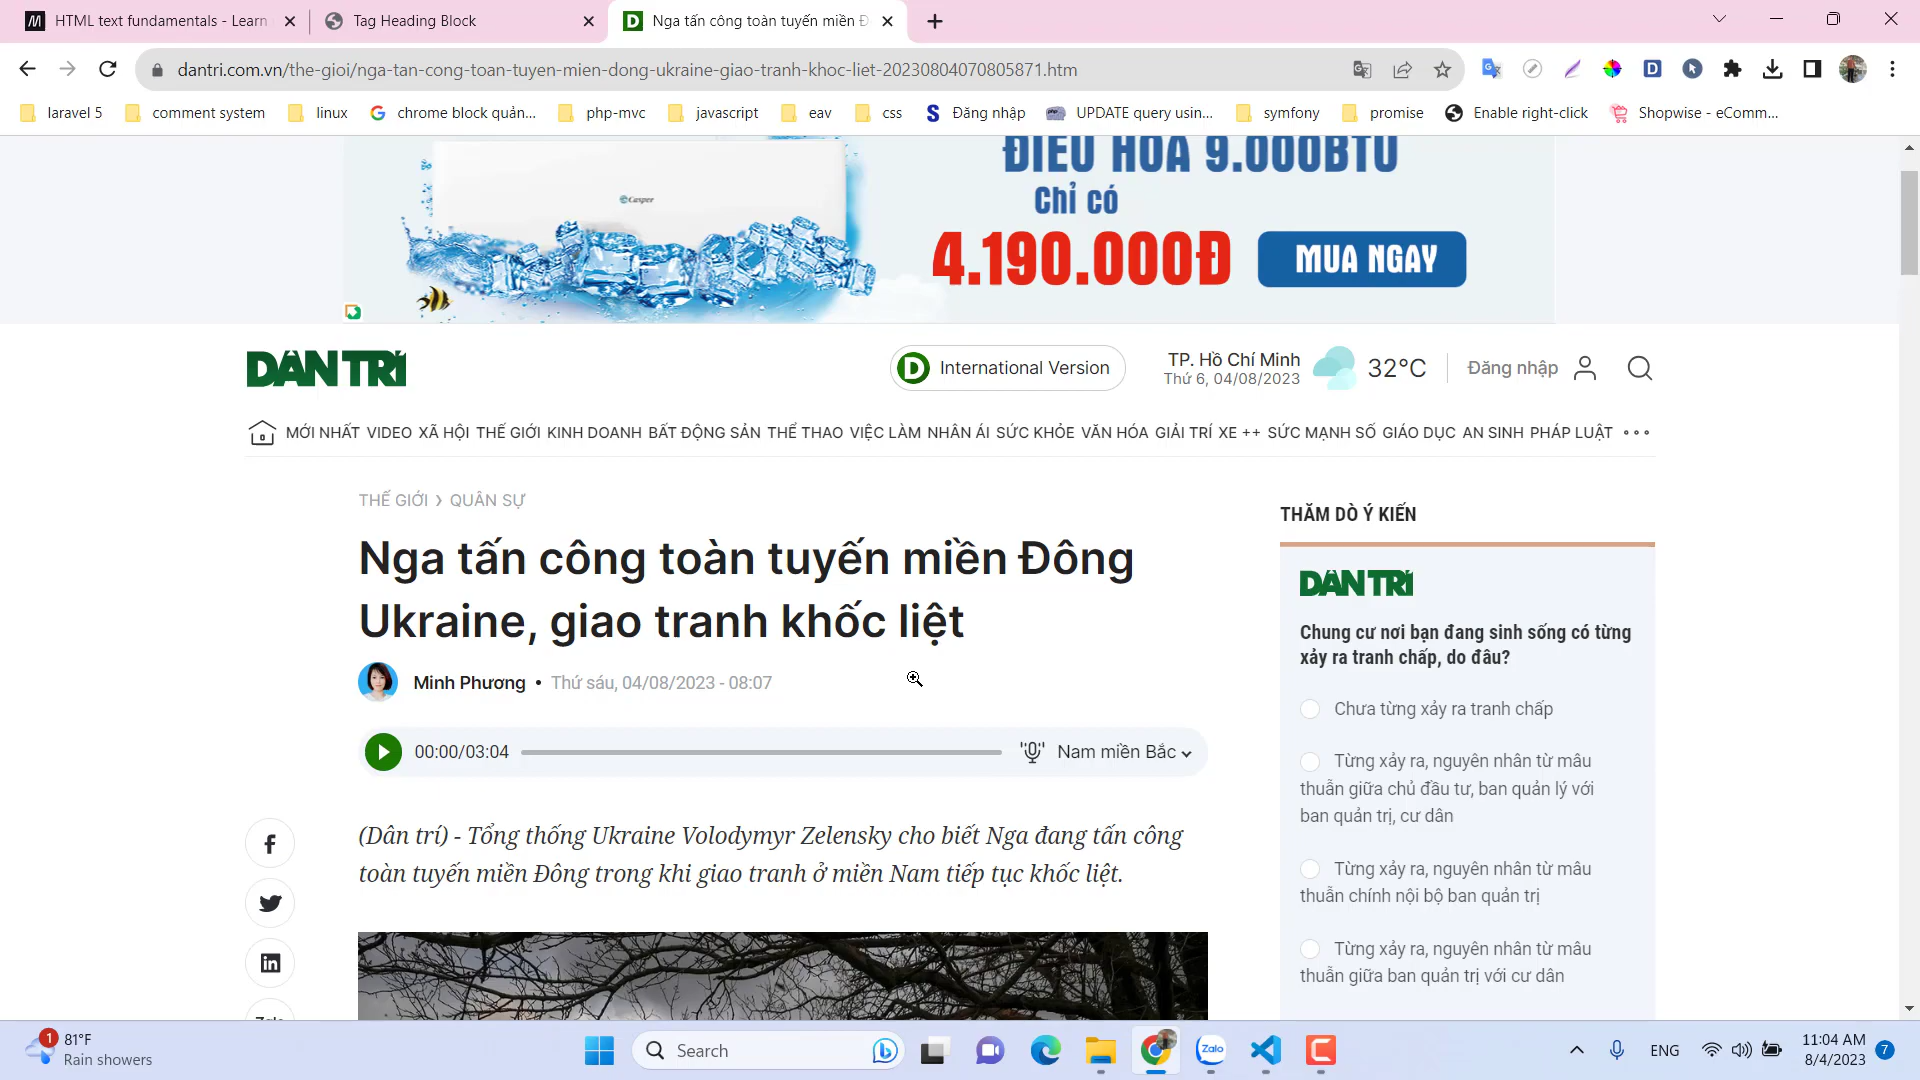 HTML text fundamentals - Learn
Tag Heading Block
Nga tấn công toàn tuyến miền Đ
dantri.com.vn/the-gioi/nga-tan-cong-toan-tuyen-mien-dong-ukraine-giao-tranh-khoc-liet-20230804070805871.htm
laravel 5
comment system
linux
chrome block quản...
php-mvc
javascript
eav
css
Đăng nhập
UPDATE query usin...
symfony
promise
Enable right-click
Shopwise - eComm...
ĐIỀU HÒA 9.000BTU
Chỉ có
Casper
4.190.000Đ
MUA NGAY
DÂN TRÍ
D International Version
TP. Hồ Chí Minh
Thứ 6, 04/08/2023
32°C
Đăng nhập
MỚI NHẤT VIDEO XÃ HỘI THẾ GIỚI KINH DOANH BẤT ĐỘNG SẢN THỂ THAO VIỆC LÀM NHÂN ÁI SỨC KHỎE VĂN HÓA GIẢI TRÍ XE ++ SỨC MẠNH SỐ GIÁO DỤC AN SINH PHÁP LUẬT
THẾ GIỚI › QUÂN SỰ
Nga tấn công toàn tuyến miền Đông
Ukraine, giao tranh khốc liệt
Minh Phương • Thứ sáu, 04/08/2023 - 08:07
00:00/03:04
Nam miền Bắc
(Dân trí) - Tổng thống Ukraine Volodymyr Zelensky cho biết Nga đang tấn công
toàn tuyến miền Đông trong khi giao tranh ở miền Nam tiếp tục khốc liệt.
THĂM DÒ Ý KIẾN
DÂN TRÍ
Chung cư nơi bạn đang sinh sống có từng
xảy ra tranh chấp, do đâu?
Chưa từng xảy ra tranh chấp
Từng xảy ra, nguyên nhân từ mâu
thuẫn giữa chủ đầu tư, ban quản lý với
ban quản trị, cư dân
Từng xảy ra, nguyên nhân từ mâu
thuẫn chính nội bộ ban quản trị
Từng xảy ra, nguyên nhân từ mâu
thuẫn giữa ban quản trị với cư dân
Zalo
1
81°F
Rain showers
Search
Zalo
ENG
11:04 AM
8/4/2023
7